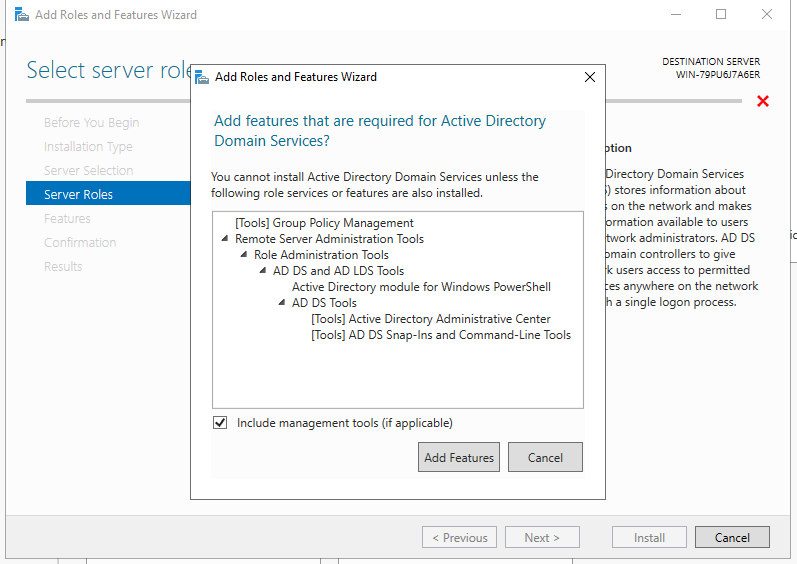 Add Roles and Features Wizard
Select server role
DESTINATION SERVER
WIN-79PU6J7A6ER
Before You Begin
Installation Type
Server Selection
Server Roles
Features
Confirmation
Results
Add Roles and Features Wizard
Add features that are required for Active Directory
Domain Services?
You cannot install Active Directory Domain Services unless the
following role services or features are also installed.
[Tools] Group Policy Management
Remote Server Administration Tools
Role Administration Tools
AD DS and AD LDS Tools
Active Directory module for Windows PowerShell
AD DS Tools
[Tools] Active Directory Administrative Center
[Tools] AD DS Snap-Ins and Command-Line Tools
Include management tools (if applicable)
Add Features
Cancel
ption
Directory Domain Services
) stores information about
on the network and makes
ormation available to users
twork administrators. AD DS
omain controllers to give
rk users access to permitted
ces anywhere on the network
h a single logon process.
< Previous
Next >
Install
Cancel